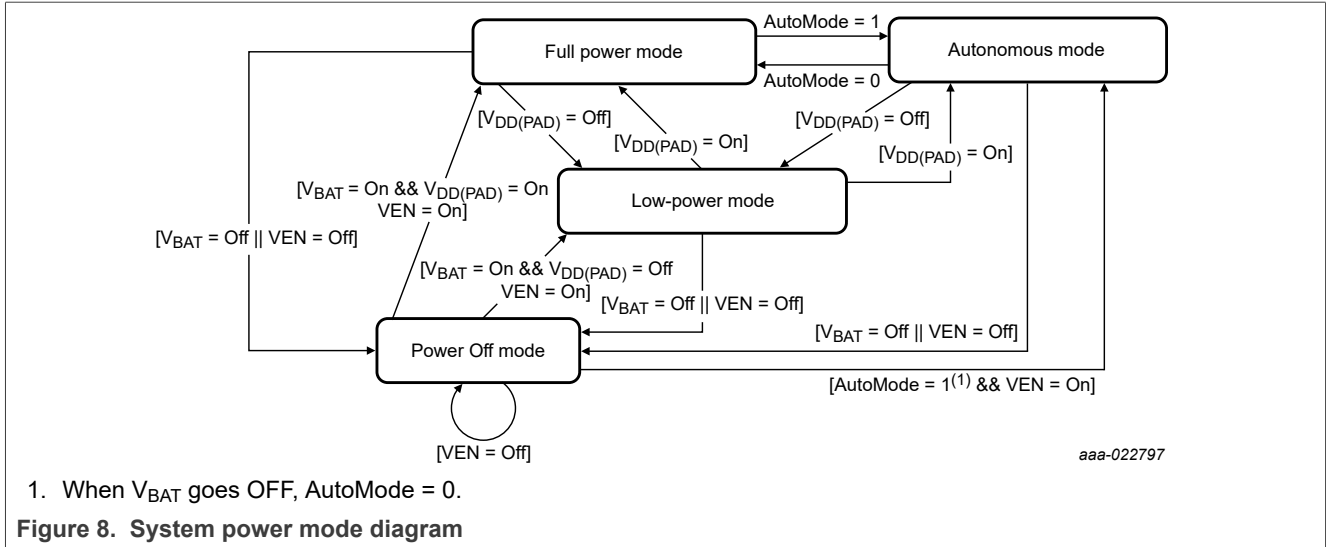 AutoMode = 1
Full power mode
Autonomous mode
AutoMode = 0
[VDD(PAD) = Off]
[VDD(PAD) = On]
[VDD(PAD) = Off]
[VDD(PAD) = On]
[VBAT = On && VDD(PAD) = On
VEN = On]
Low-power mode
[VBAT = Off || VEN = Off]
[VBAT = On && VDD(PAD) = Off
VEN = On]
[VBAT = Off || VEN = Off]
[VBAT = Off || VEN = Off]
Power Off mode
[AutoMode = 1(1) && VEN = On]
[VEN = Off]
aaa-022797
1. When VBAT goes OFF, AutoMode = 0.
Figure 8. System power mode diagram